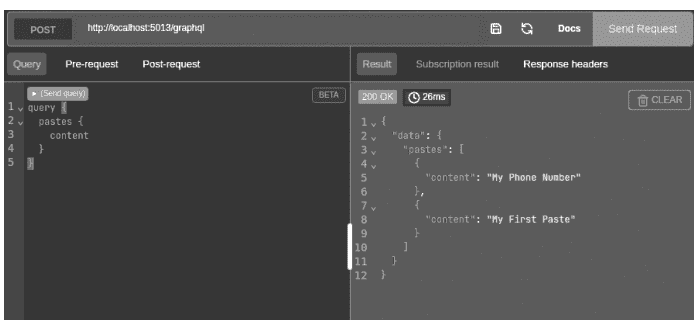 POST http://localhost:5013/graphql Docs Send Request
Query Pre-request Post-request
▸ (Send query) BETA
1 query {
2 pastes {
3 content
4 }
5 }
Result Subscription result Response headers
200 OK 26ms CLEAR
1 {
2 "data": {
3 "pastes": [
4 {
5 "content": "My Phone Number"
6 },
7 {
8 "content": "My First Paste"
9 }
10 ]
11 }
12 }